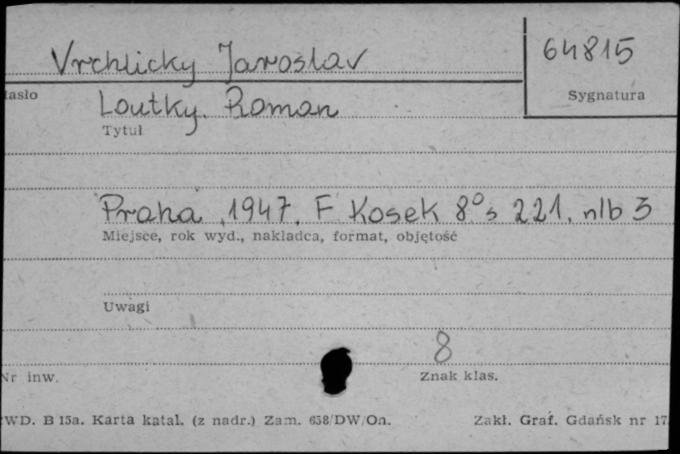 Vrchlicky Jaroslav
64815
Hasło
Sygnatura
Loutky. Roman
Tytuł
Praha, 1947. F Kosek 8° s 221. nlb 3
Miejsce, rok wyd., nakładca, format, objętość
Uwagi
8
Nr inw.
Znak klas.
WD. B 15a. Karta katal. (z nadr.) Zam. 658/DW/On.
Zakł. Graf. Gdańsk nr 17